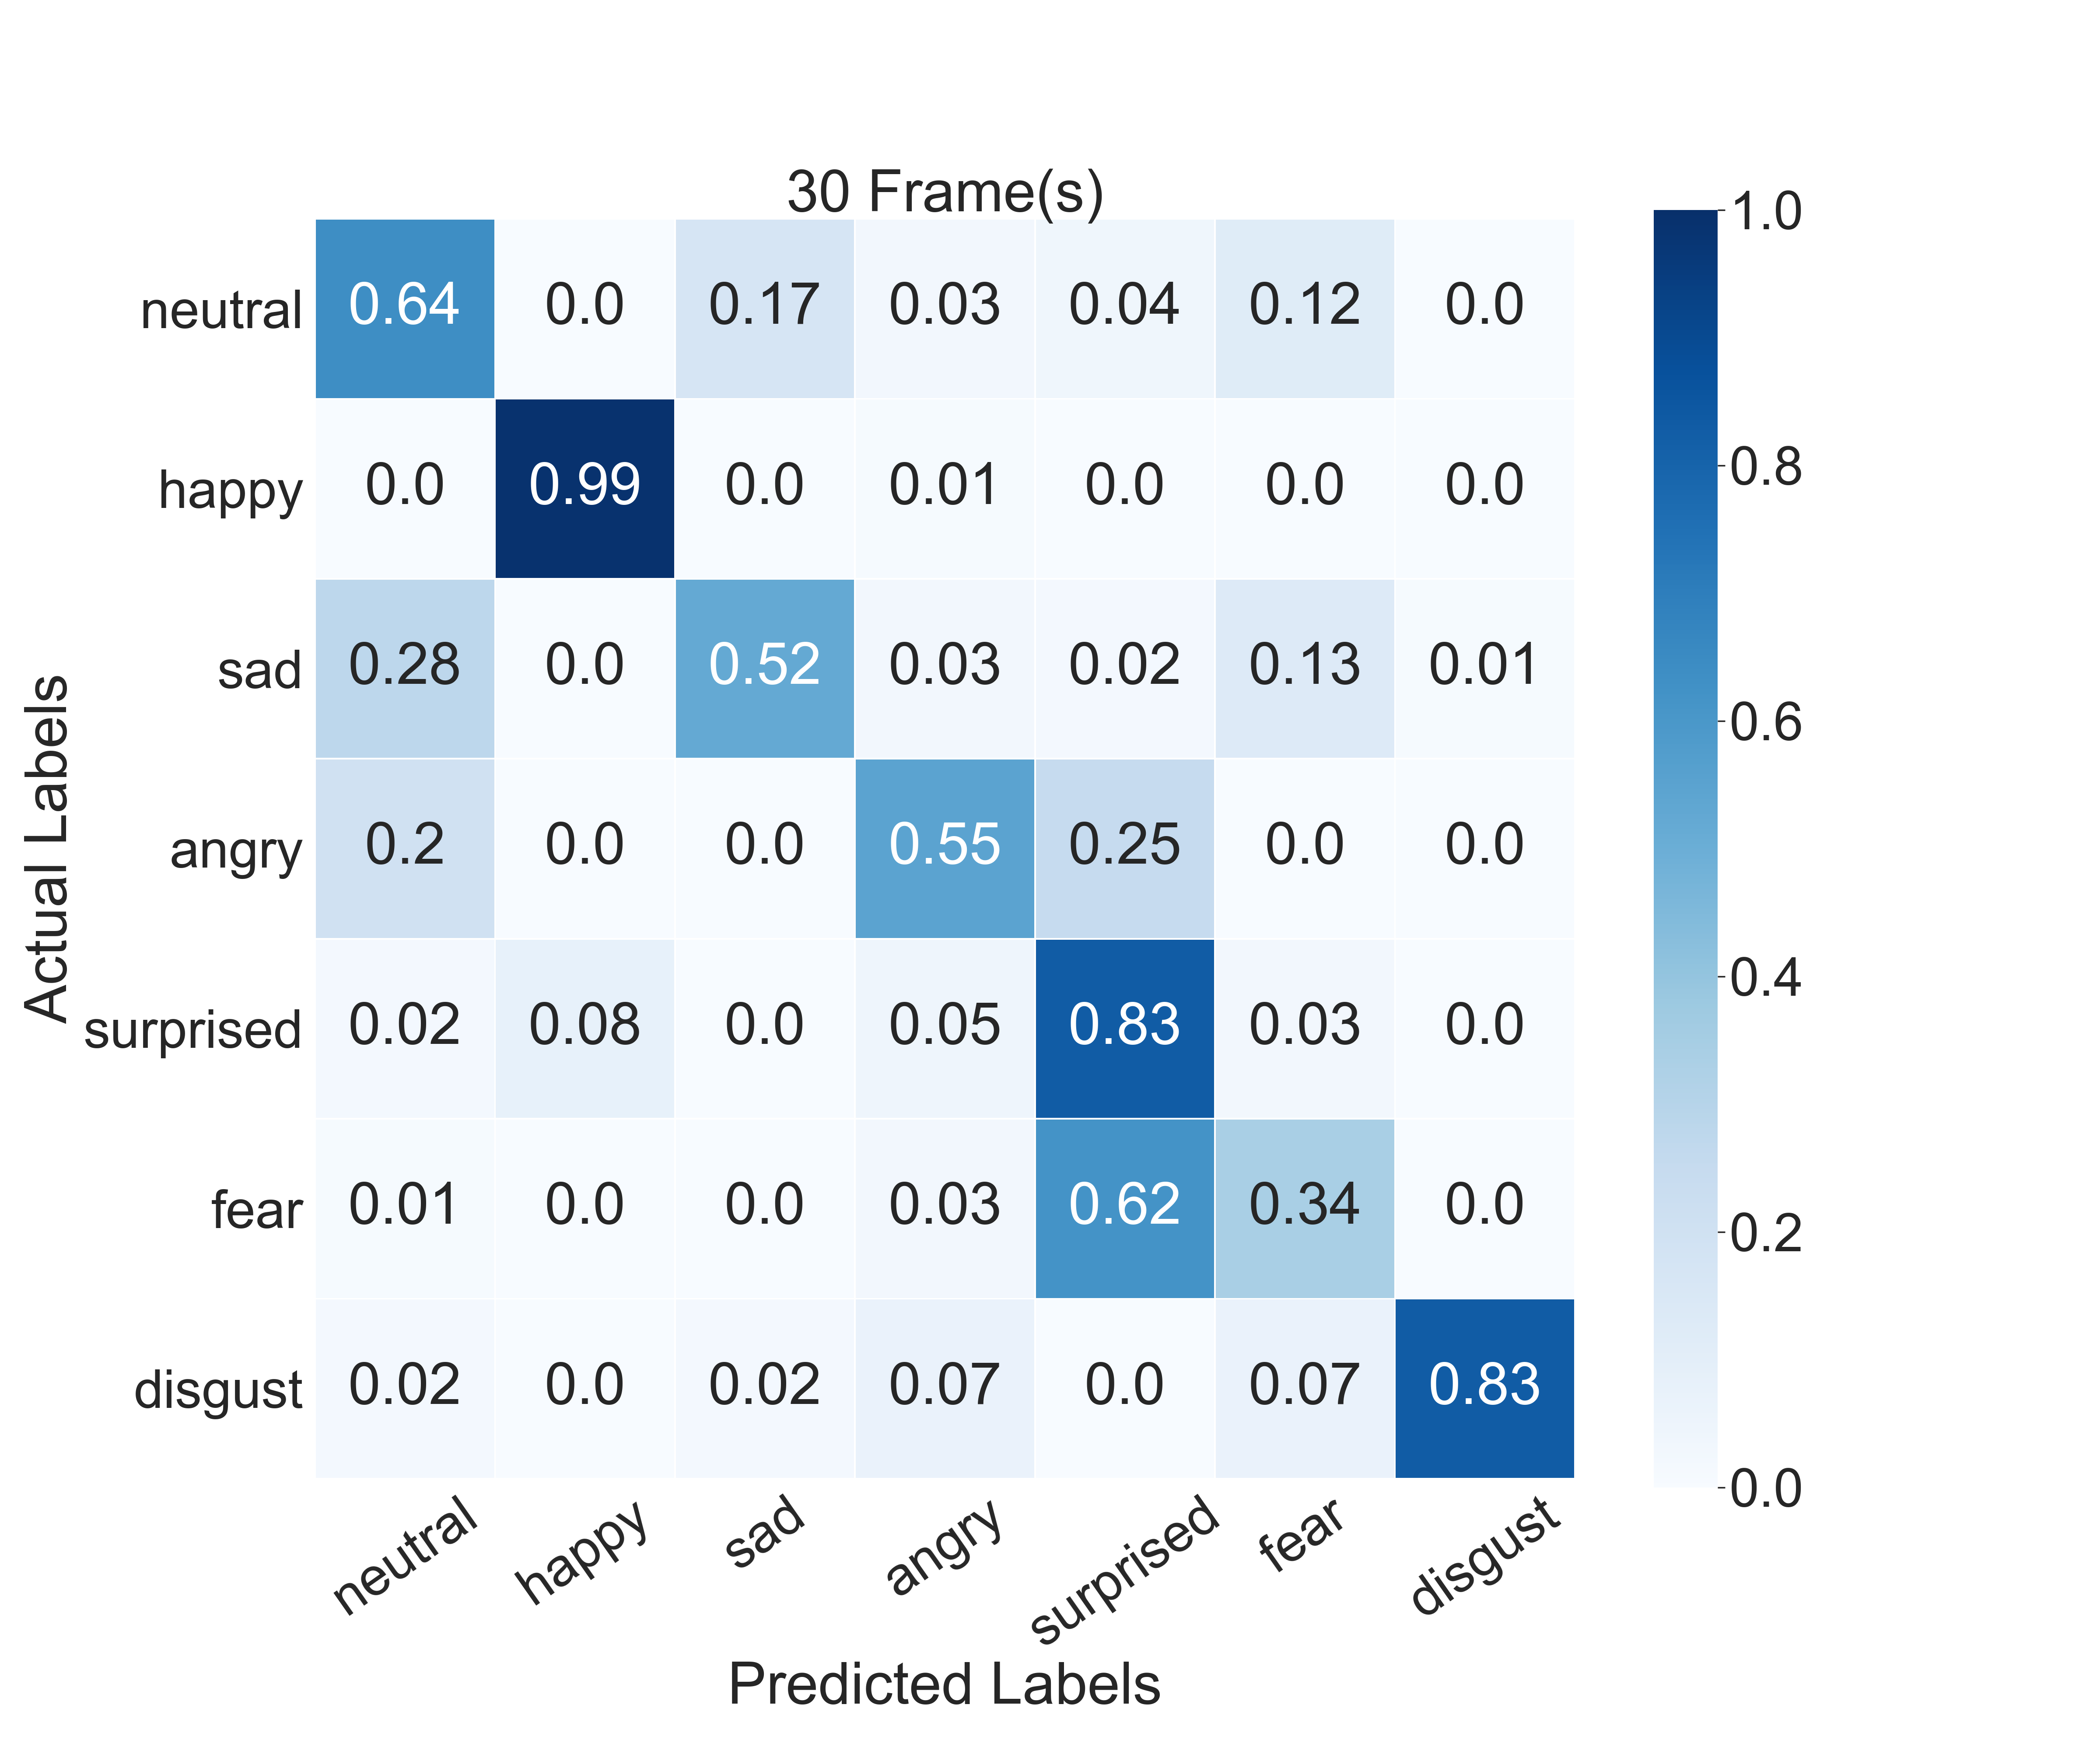 30 Frame(s)
neutral 0.64 0.0 0.17 0.03 0.04 0.12 0.0
happy 0.0 0.99 0.0 0.01 0.0 0.0 0.0
sad 0.28 0.0 0.52 0.03 0.02 0.13 0.01
angry 0.2 0.0 0.0 0.55 0.25 0.0 0.0
surprised 0.02 0.08 0.0 0.05 0.83 0.03 0.0
fear 0.01 0.0 0.0 0.03 0.62 0.34 0.0
disgust 0.02 0.0 0.02 0.07 0.0 0.07 0.83
neutral happy sad angry surprised fear disgust
Predicted Labels
Actual Labels
1.0
0.8
0.6
0.4
0.2
0.0